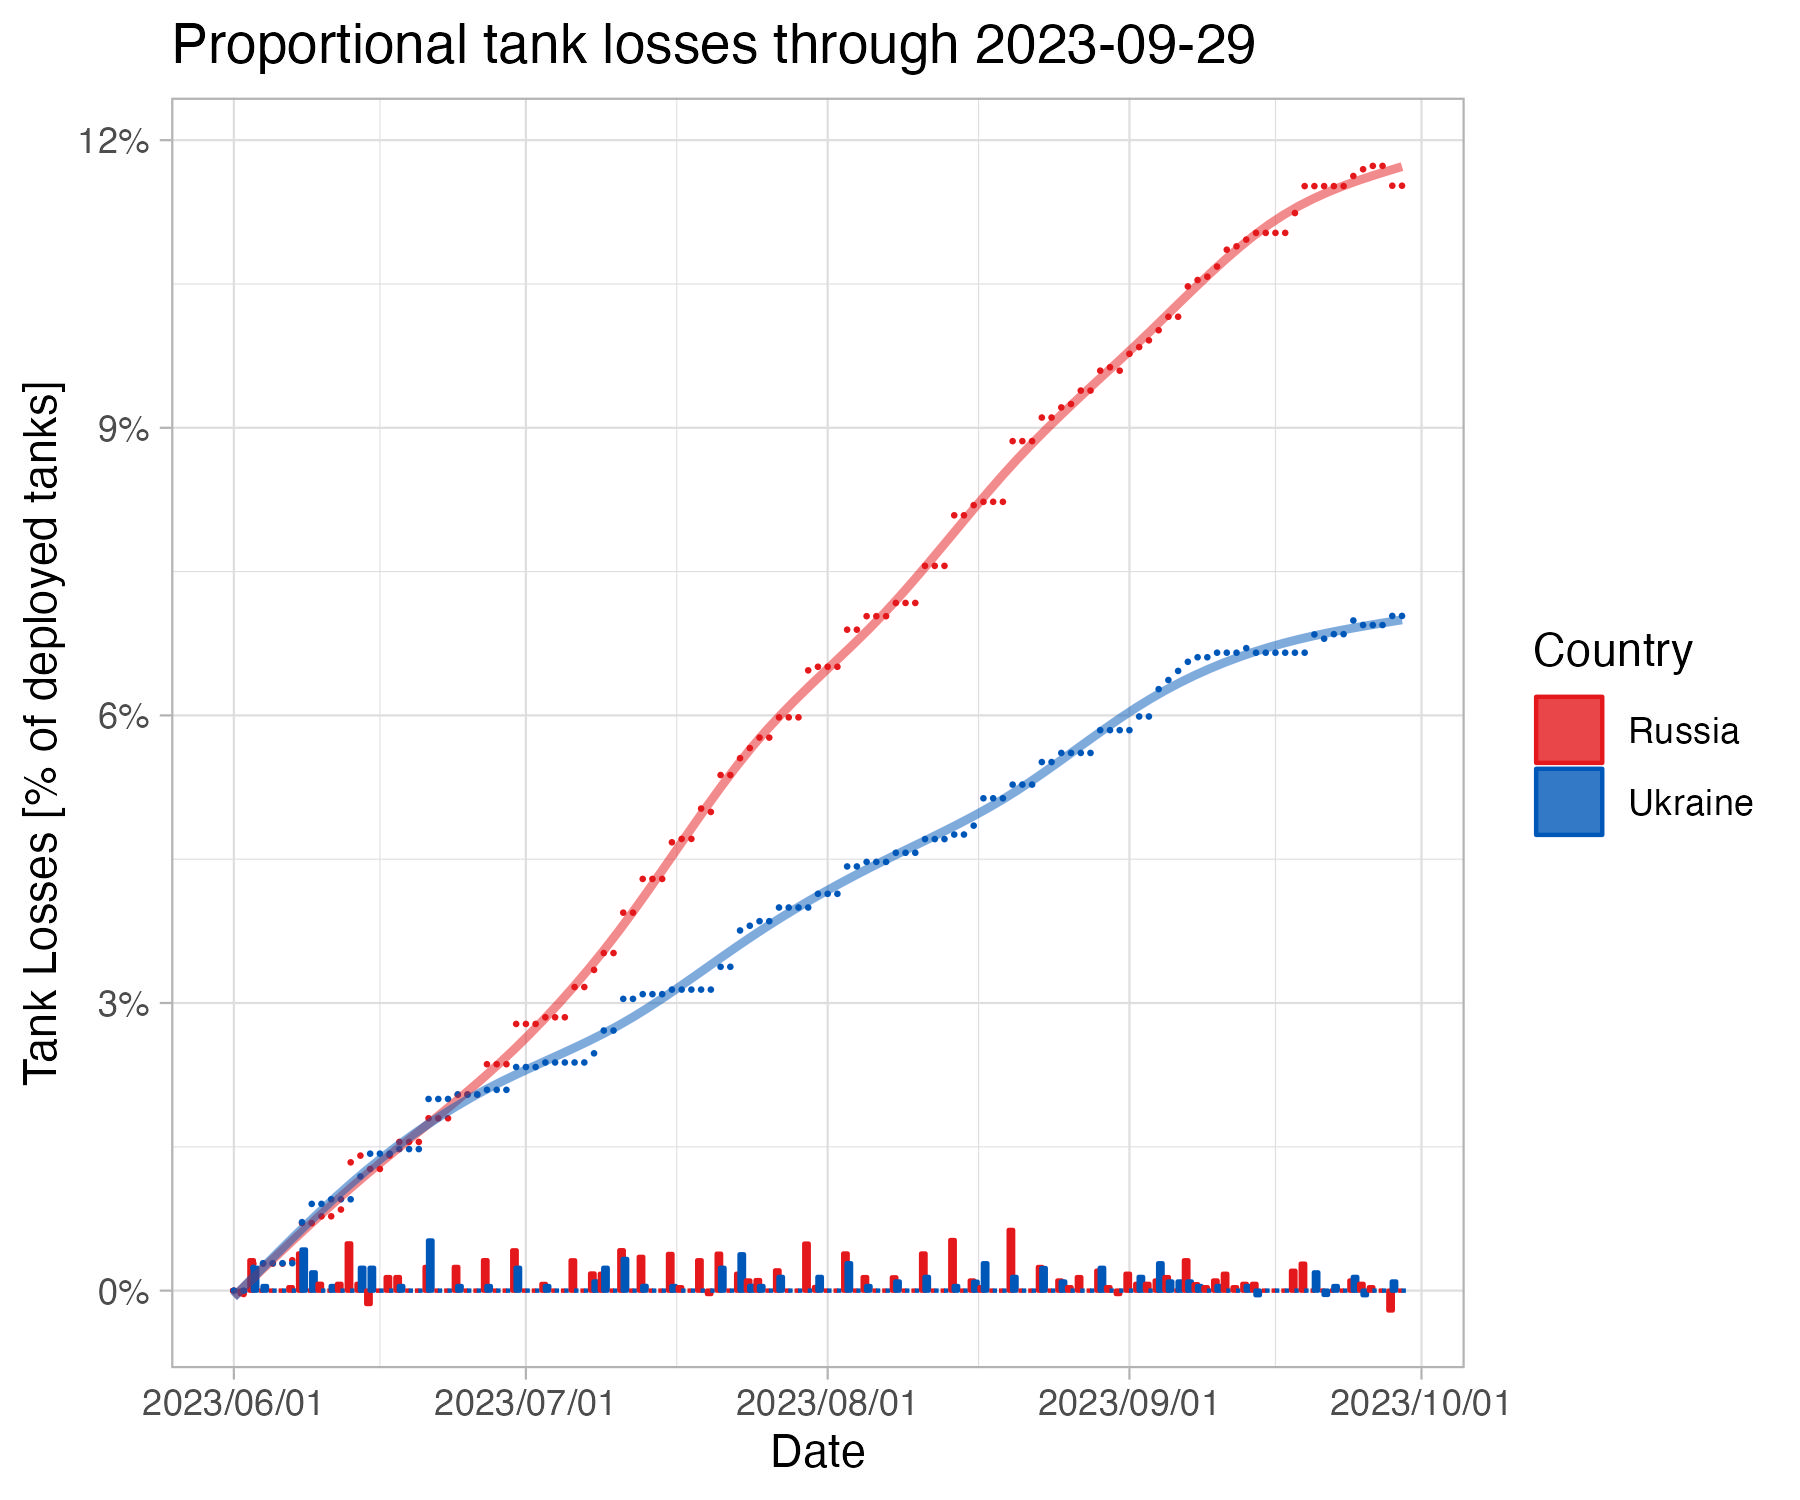 Proportional tank losses through 2023-09-29
12%
9%
6%
3%
0%
Tank Losses [% of deployed tanks]
2023/06/01
2023/07/01
2023/08/01
2023/09/01
2023/10/01
Date
Country
Russia
Ukraine